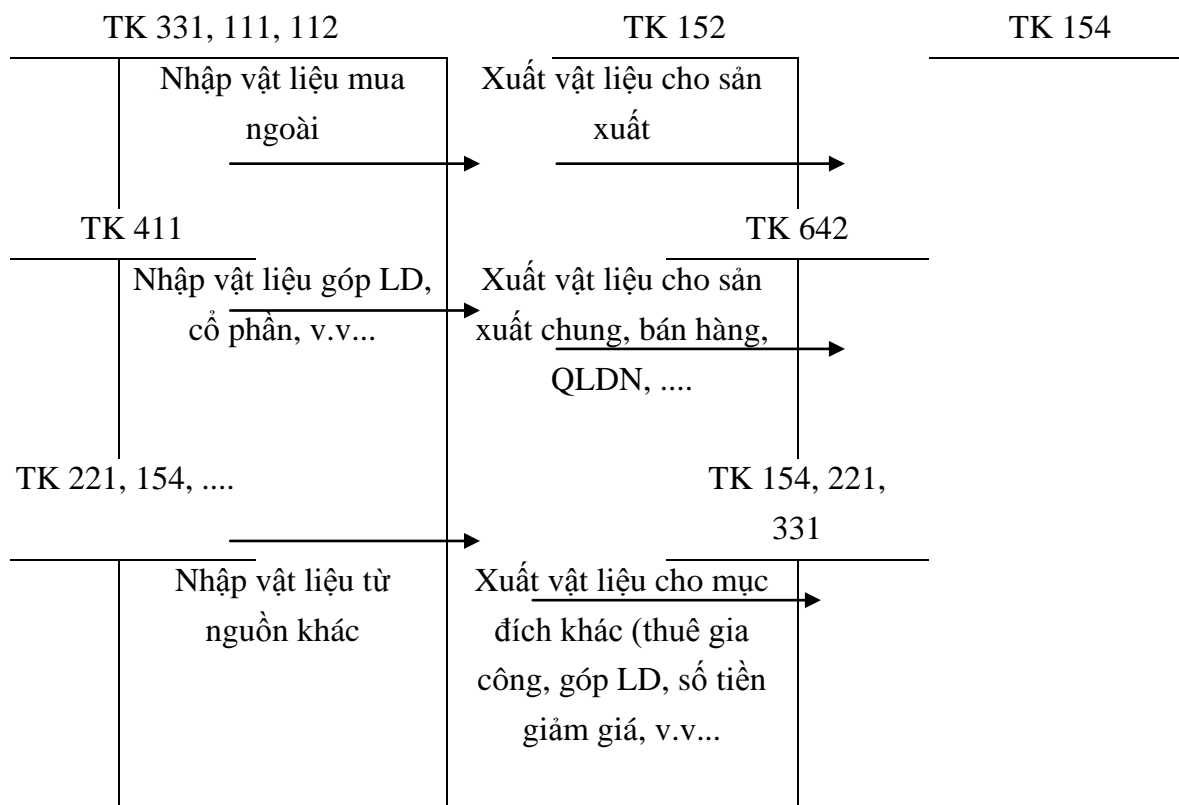 TK 331, 111, 112
TK 152
TK 154
Nhập vật liệu mua
ngoài
Xuất vật liệu cho sản
xuất
TK 411
TK 642
Nhập vật liệu góp LD,
cổ phần, v.v...
Xuất vật liệu cho sản
xuất chung, bán hàng,
QLDN, ....
TK 221, 154, ....
TK 154, 221,
331
Nhập vật liệu từ
nguồn khác
Xuất vật liệu cho mục
đích khác (thuê gia
công, góp LD, số tiền
giảm giá, v.v...